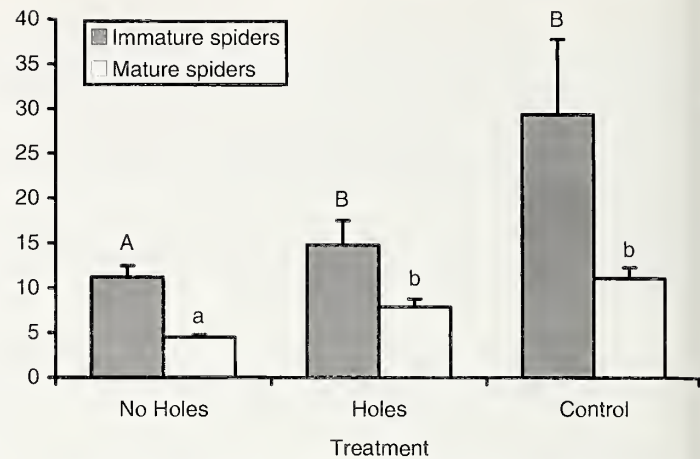 40
35
30
25
20
15
10
5
0
Immature spiders
Mature spiders
A
a
B
b
B
b
No Holes
Holes
Control
Treatment